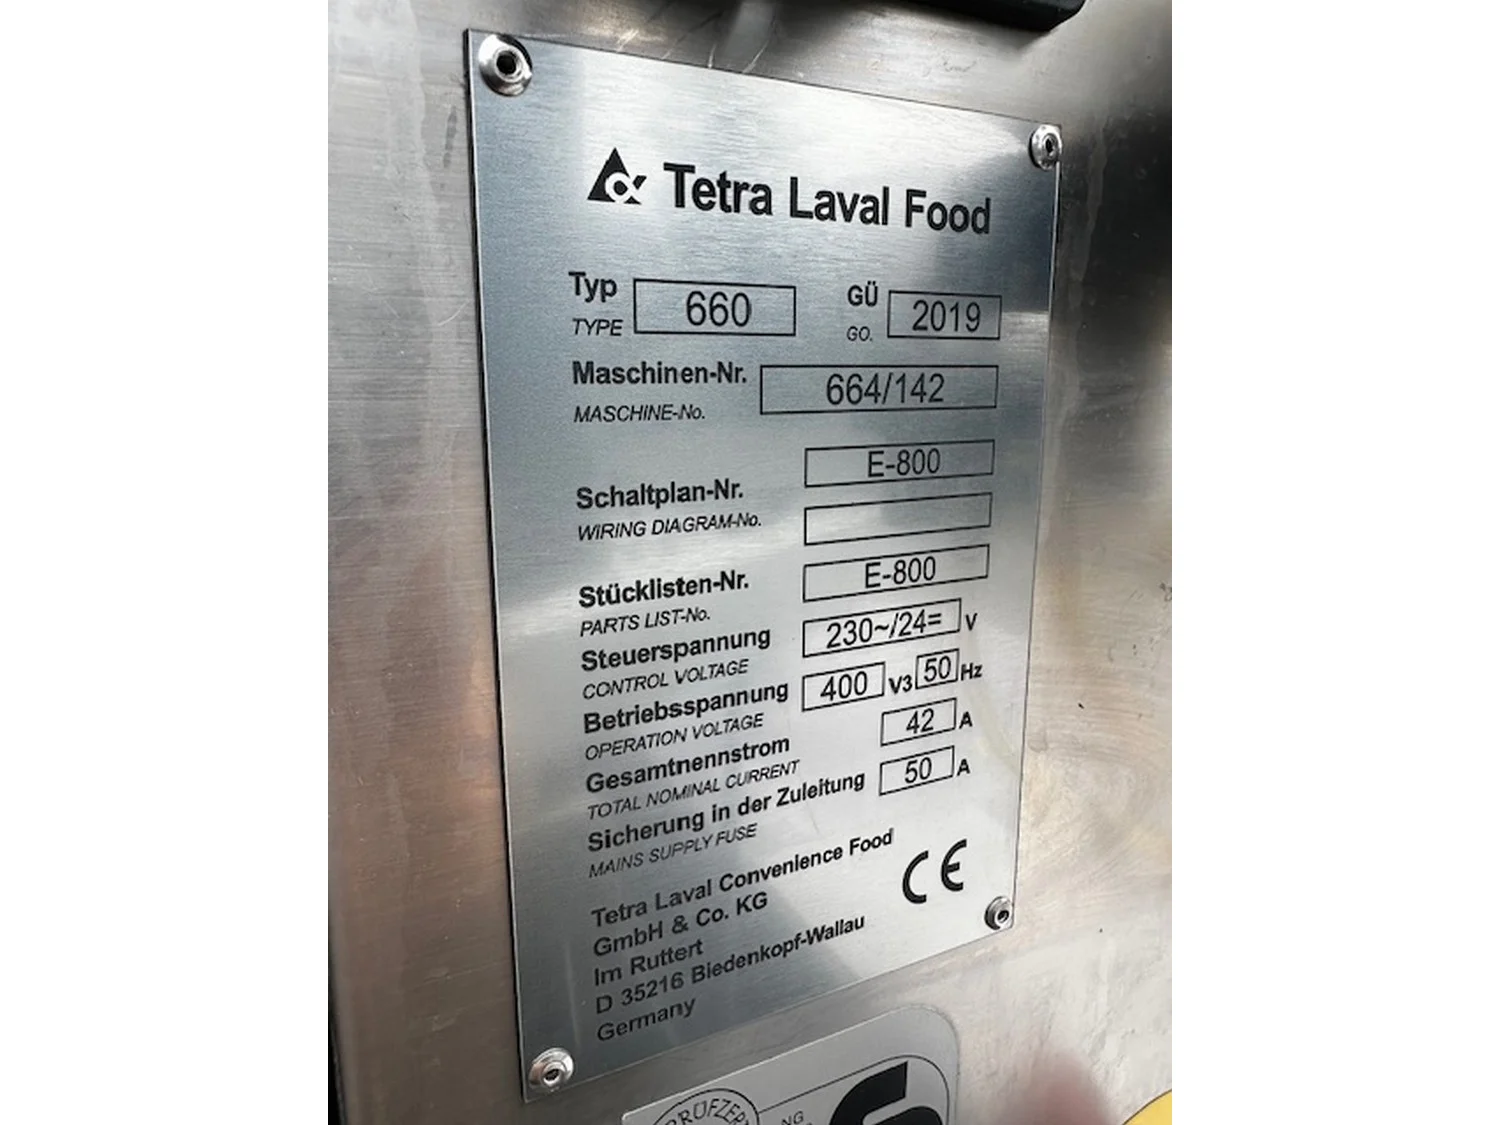 Tetra Laval Food
Typ 660 GÜ 2019
TYPE GO.
Maschinen-Nr. 664/142
MASCHINE-No.
E-800
Schaltplan-Nr.
WIRING DIAGRAM-No.
Stücklisten-Nr. E-800
PARTS LIST-No.
Steuerspannung 230~/24= V
CONTROL VOLTAGE
Betriebsspannung 400 V3 50 Hz
OPERATION VOLTAGE
Gesamtnennstrom 42 A
TOTAL NOMINAL CURRENT
Sicherung in der Zuleitung 50 A
MAINS SUPPLY FUSE
Tetra Laval Convenience Food
GmbH & Co. KG
Im Ruttert
D 35216 Biedenkopf-Wallau
Germany
CE